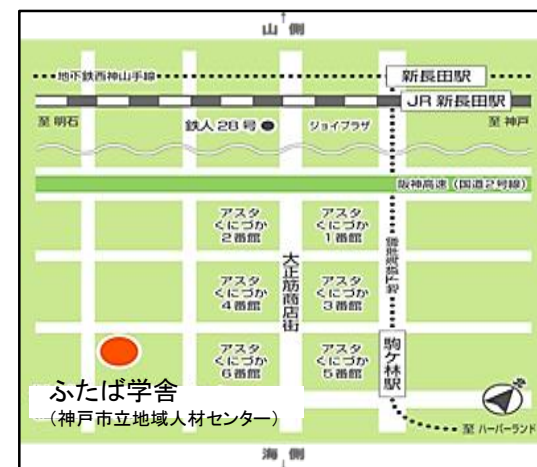 山側
地下鉄西神山手線
新長田駅
JR 新長田駅
至 明石
鉄人28号
ジョイプラザ
至 神戸
阪神高速（国道2号線）
アスタ
くにづか
2番館
アスタ
くにづか
1番館
大正筋商店街
アスタ
くにづか
4番館
アスタ
くにづか
3番館
アスタ
くにづか
6番館
アスタ
くにづか
5番館
駒ケ林駅
北
ふたば学舎
（神戸市立地域人材センター）
至 ハーバーランド
海側